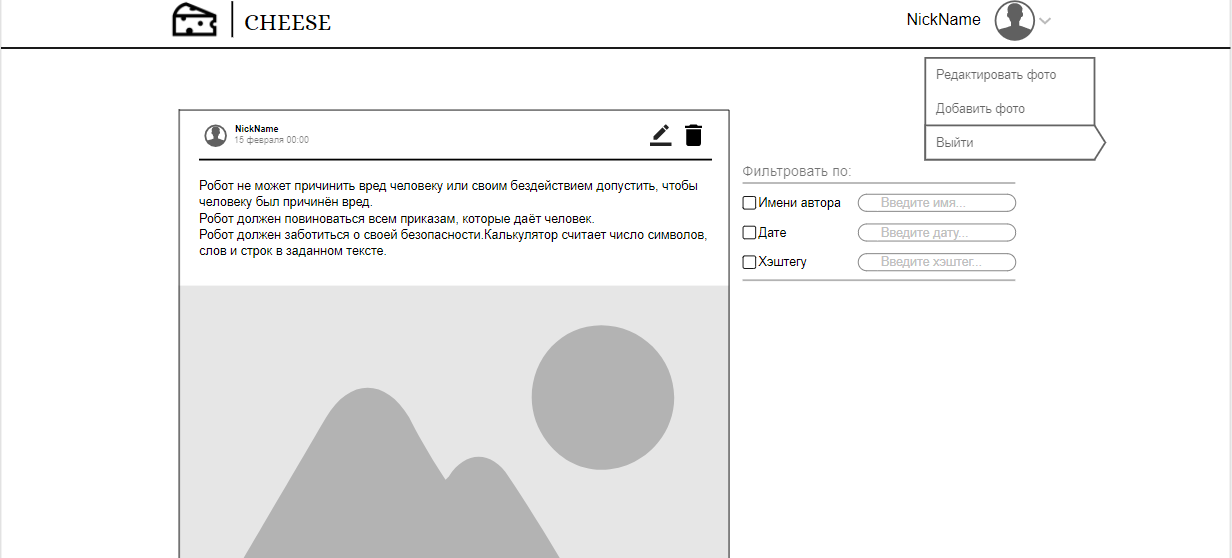 CHEESE
NickName
Редактировать фото
Добавить фото
Выйти
NickName
15 февраля 00:00
Робот не может причинить вред человеку или своим бездействием допустить, чтобы
человеку был причинён вред.
Робот должен повиноваться всем приказам, которые даёт человек.
Робот должен заботиться о своей безопасности.Калькулятор считает число символов,
слов и строк в заданном тексте.
Фильтровать по:
Имени автора
Введите имя...
Дате
Введите дату...
Хэштегу
Введите хэштег...